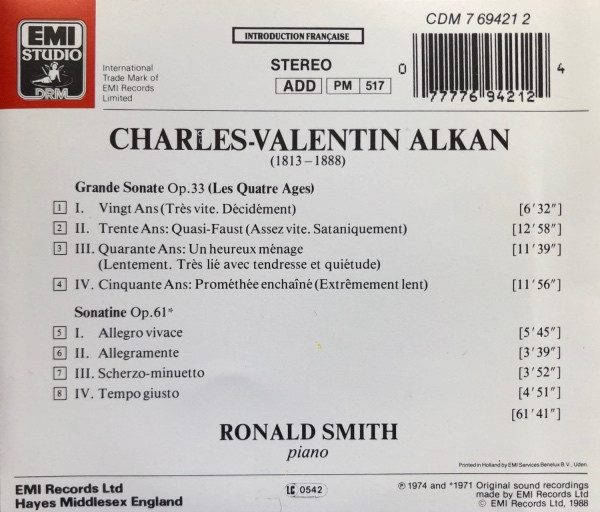 EMI
STUDIO
DRM
International
Trade Mark of
EMI Records
Limited
INTRODUCTION FRANÇAISE
STEREO
ADD PM 517
CDM 7 69421 2
0 77776 94212 4
CHARLES-VALENTIN ALKAN
(1813–1888)
Grande Sonate Op.33 (Les Quatre Ages)
1 I. Vingt Ans (Très vite. Décidément) [6′32″]
2 II. Trente Ans: Quasi-Faust (Assez vite. Sataniquement) [12′58″]
3 III. Quarante Ans: Un heureux ménage [11′39″]
(Lentement. Très lié avec tendresse et quiétude)
4 IV. Cinquante Ans: Prométhée enchaîné (Extrêmement lent) [11′56″]
Sonatine Op.61*
5 I. Allegro vivace [5′45″]
6 II. Allegramente [3′39″]
7 III. Scherzo-minuetto [3′52″]
8 IV. Tempo giusto [4′51″]
[61′41″]
RONALD SMITH
piano
Printed in Holland by EMI Services Benelux B.V., Uden.
EMI Records Ltd
Hayes Middlesex England
LC 0542
℗ 1974 and *1971 Original sound recordings
made by EMI Records Ltd
© EMI Records Ltd, 1988